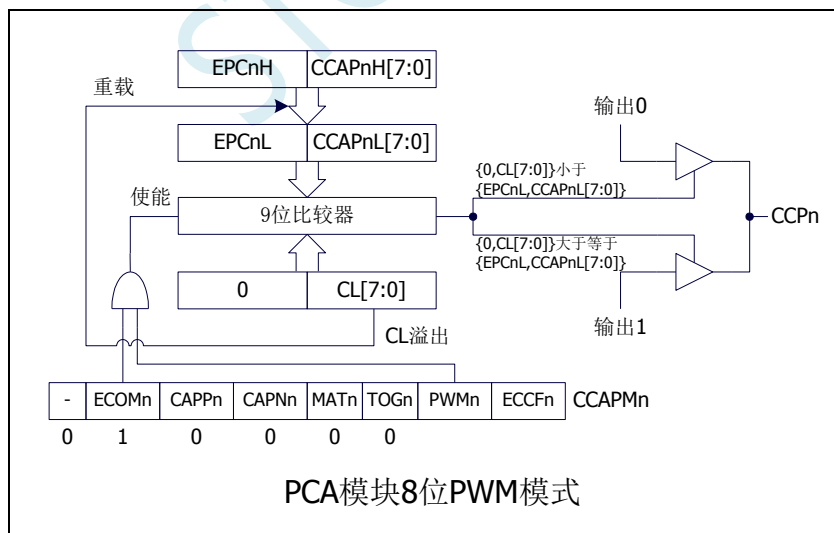 EPCnH CCAPnH[7:0]
重载
输出0
EPCnL CCAPnL[7:0]
{0,CL[7:0]}小于
{EPCnL,CCAPnL[7:0]}
使能
9位比较器
CCPn
{0,CL[7:0]}大于等于
{EPCnL,CCAPnL[7:0]}
0 CL[7:0]
输出1
CL溢出
- ECOMn CAPPn CAPNn MATn TOGn PWMn ECCFn CCAPMn
0 1 0 0 0 0
PCA模块8位PWM模式